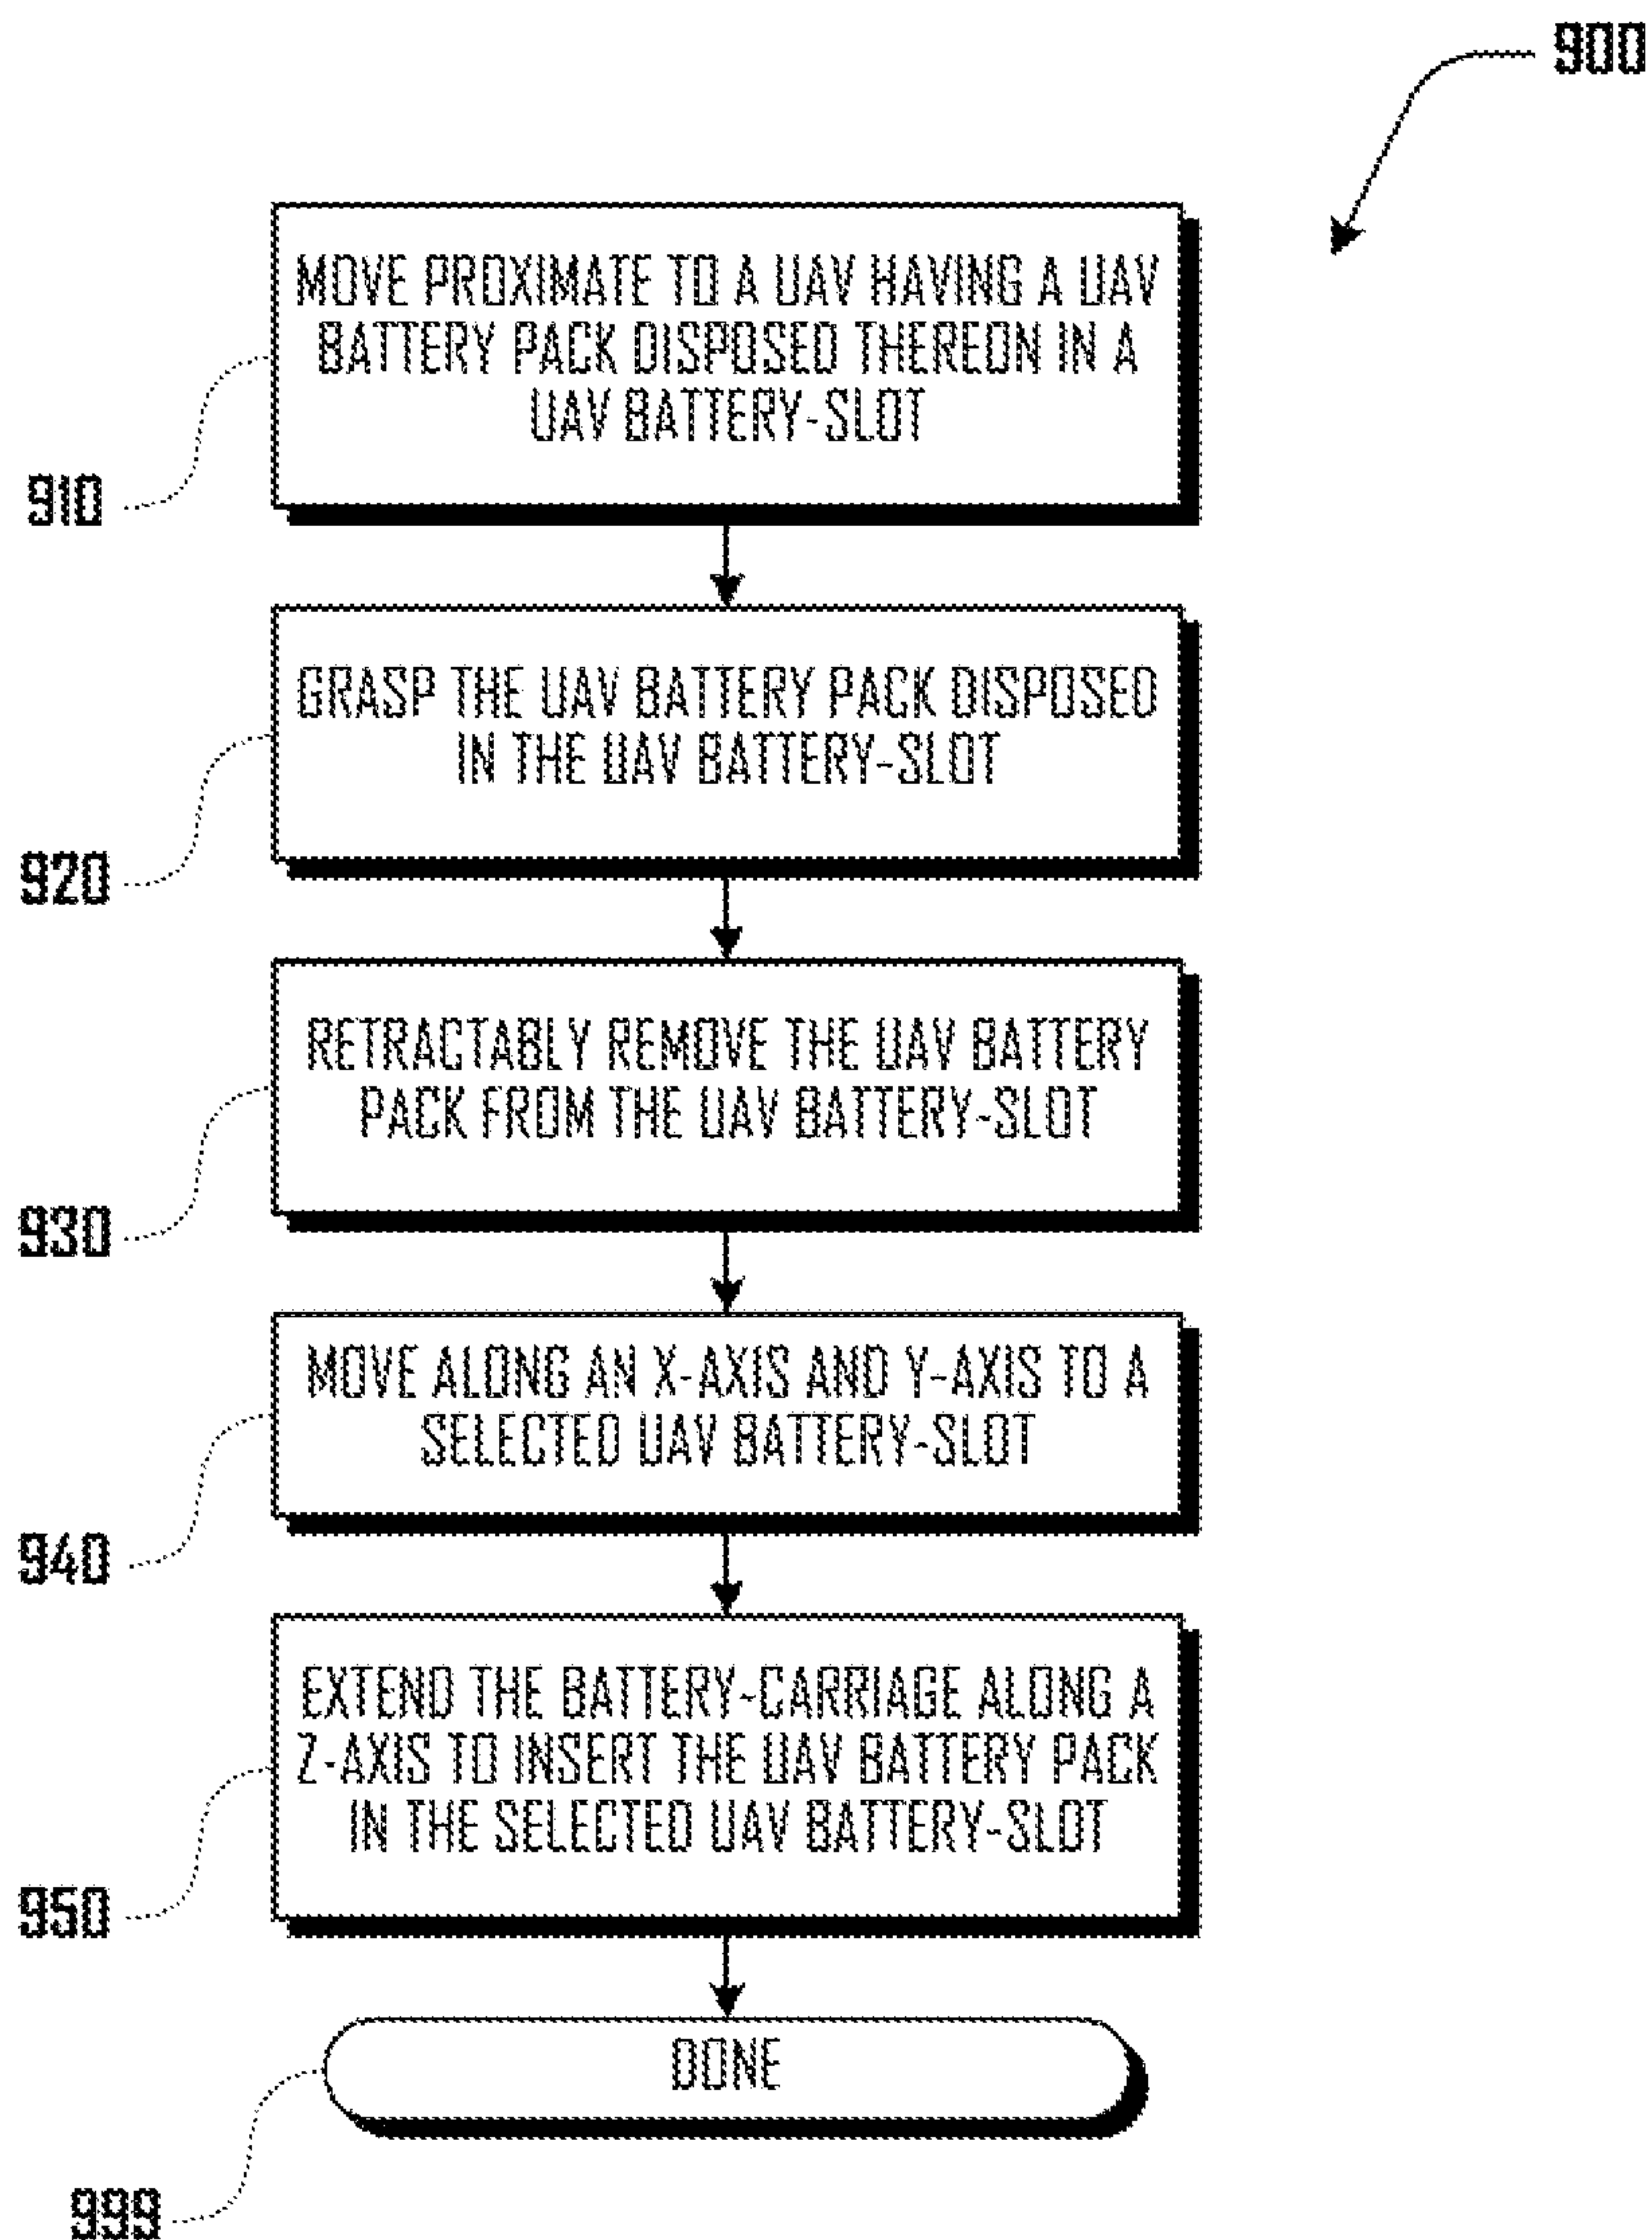 900
MOVE PROXIMATE TO A UAV HAVING A UAV
BATTERY PACK DISPOSED THEREON IN A
UAV BATTERY-SLOT
910
GRASP THE UAV BATTERY PACK DISPOSED
IN THE UAV BATTERY-SLOT
920
RETRACTABLY REMOVE THE UAV BATTERY
PACK FROM THE UAV BATTERY-SLOT
930
MOVE ALONG AN X-AXIS AND Y-AXIS TO A
SELECTED UAV BATTERY-SLOT
940
EXTEND THE BATTERY-CARRIAGE ALONG A
Z-AXIS TO INSERT THE UAV BATTERY PACK
IN THE SELECTED UAV BATTERY-SLOT
950
DONE
999